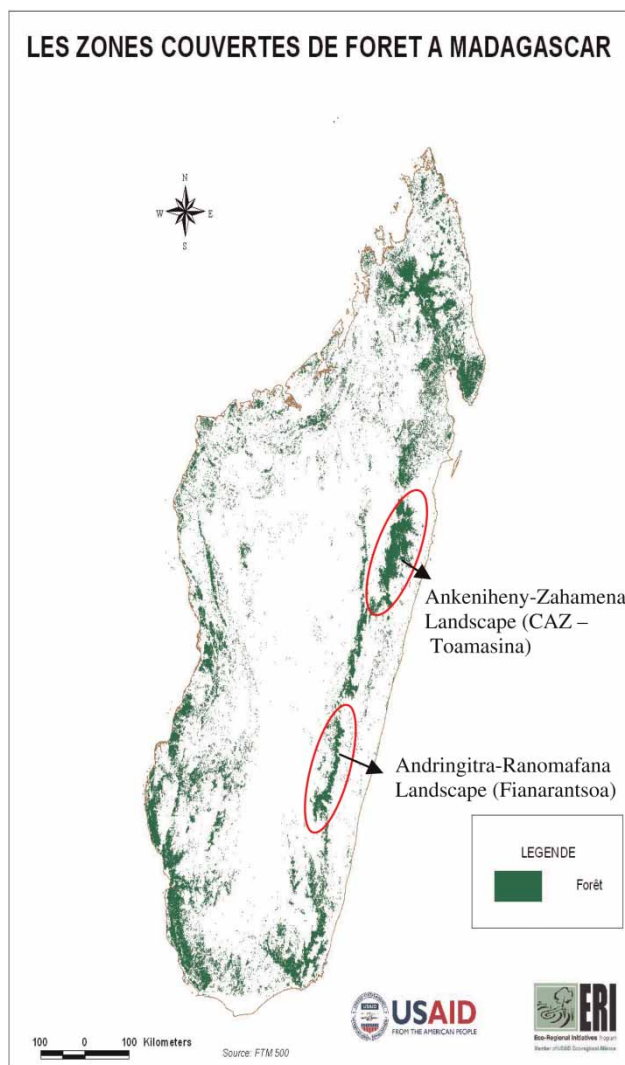 LES ZONES COUVERTES DE FORET A MADAGASCAR
N
W E
S
Ankeniheny-Zahamena
Landscape (CAZ –
Toamasina)
Andringitra-Ranomafana
Landscape (Fianarantsoa)
LEGENDE
Forêt
USAID
FROM THE AMERICAN PEOPLE
ERI
Eco-Regional Initiatives Program
100 0 100 Kilometers
Source: FTM 500